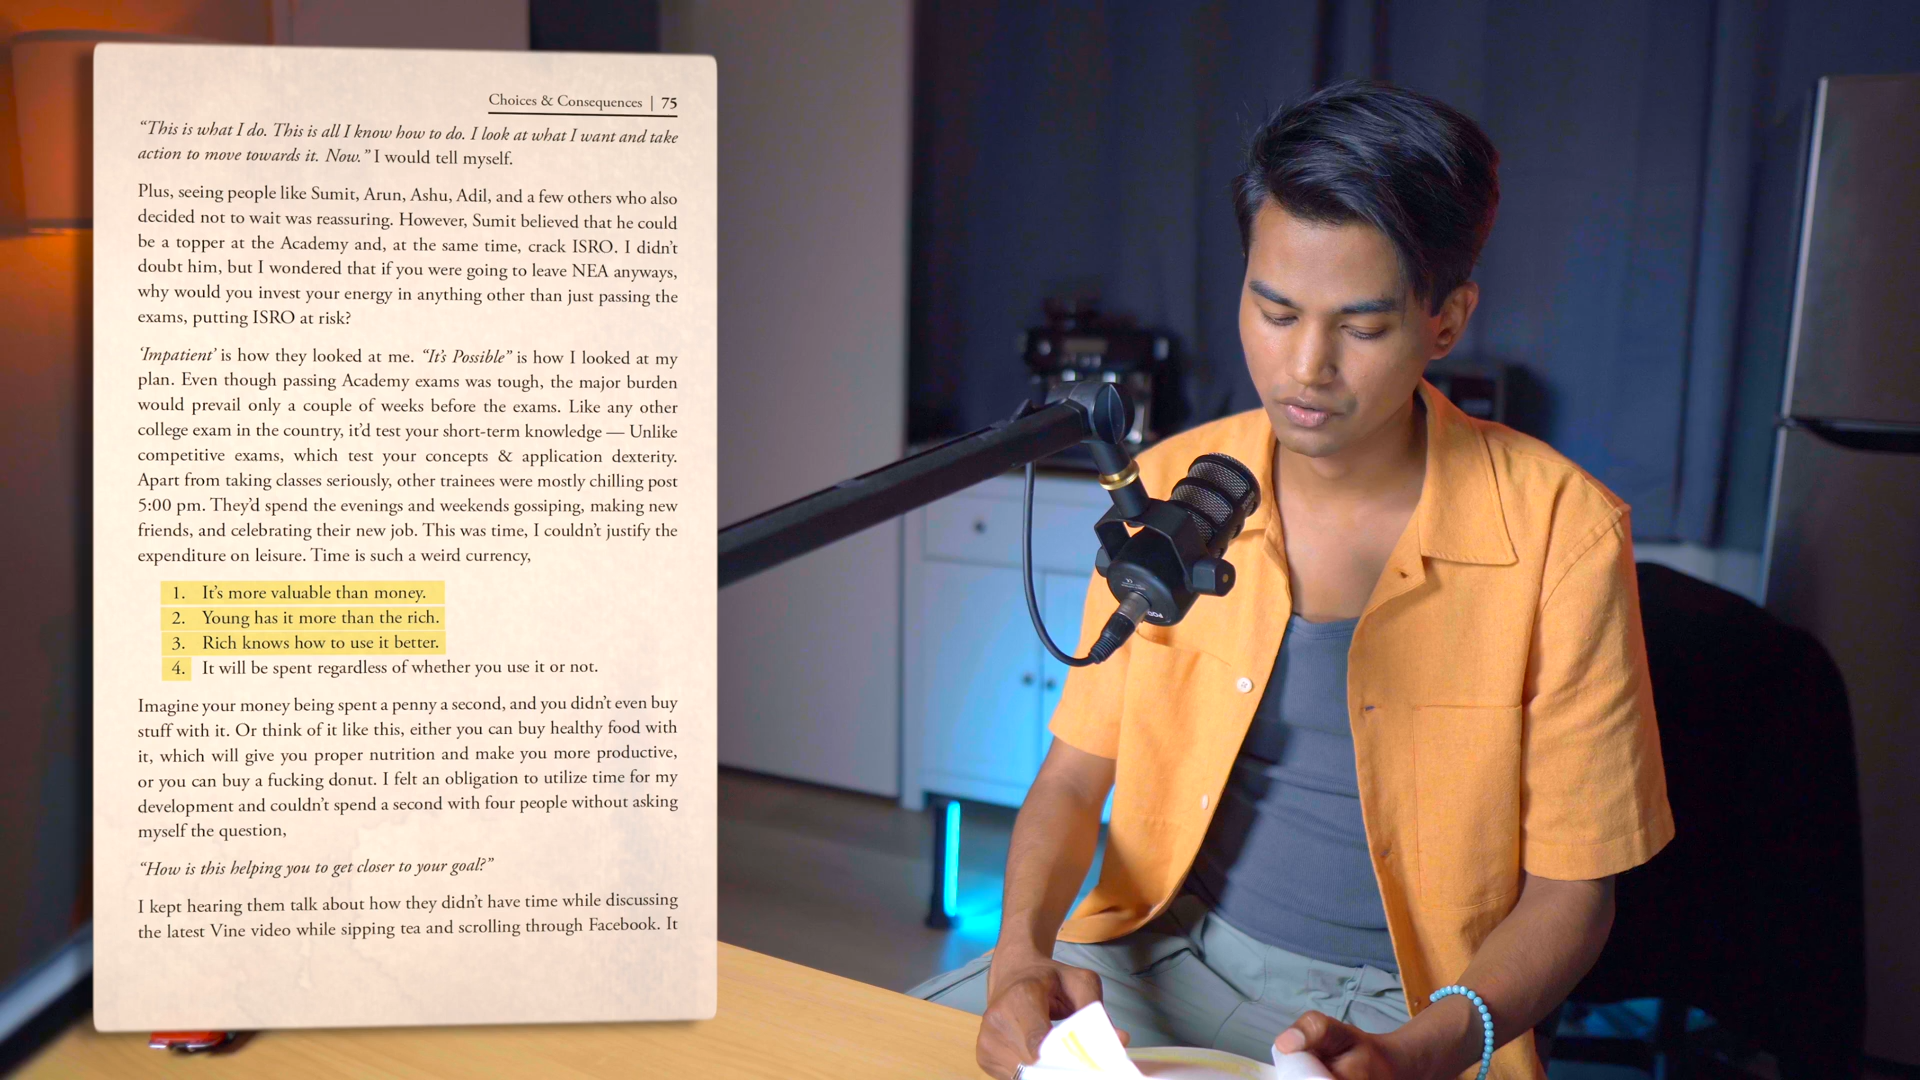 Choices & Consequences | 75
“This is what I do. This is all I know how to do. I look at what I want and take
action to move towards it. Now.” I would tell myself.
Plus, seeing people like Sumit, Arun, Ashu, Adil, and a few others who also
decided not to wait was reassuring. However, Sumit believed that he could
be a topper at the Academy and, at the same time, crack ISRO. I didn’t
doubt him, but I wondered that if you were going to leave NEA anyways,
why would you invest your energy in anything other than just passing the
exams, putting ISRO at risk?
‘Impatient’ is how they looked at me. “It’s Possible” is how I looked at my
plan. Even though passing Academy exams was tough, the major burden
would prevail only a couple of weeks before the exams. Like any other
college exam in the country, it’d test your short-term knowledge — Unlike
competitive exams, which test your concepts & application dexterity.
Apart from taking classes seriously, other trainees were mostly chilling post
5:00 pm. They’d spend the evenings and weekends gossiping, making new
friends, and celebrating their new job. This was time, I couldn’t justify the
expenditure on leisure. Time is such a weird currency,
1. It’s more valuable than money.
2. Young has it more than the rich.
3. Rich knows how to use it better.
4. It will be spent regardless of whether you use it or not.
Imagine your money being spent a penny a second, and you didn’t even buy
stuff with it. Or think of it like this, either you can buy healthy food with
it, which will give you proper nutrition and make you more productive,
or you can buy a fucking donut. I felt an obligation to utilize time for my
development and couldn’t spend a second with four people without asking
myself the question,
“How is this helping you to get closer to your goal?”
I kept hearing them talk about how they didn’t have time while discussing
the latest Vine video while sipping tea and scrolling through Facebook. It